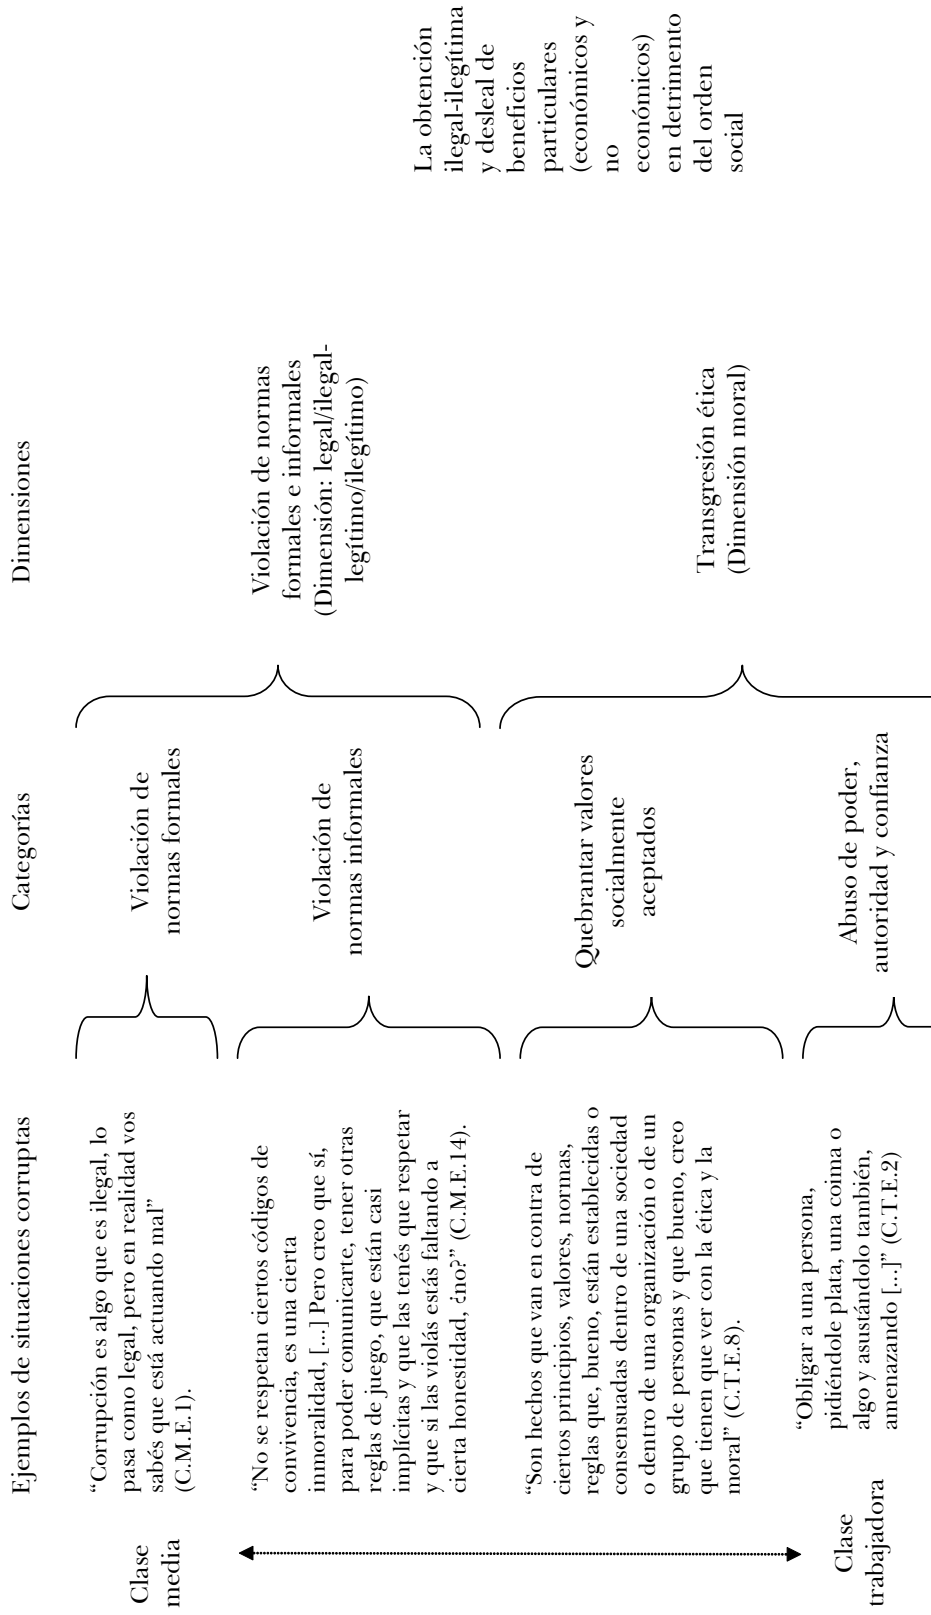 Ejemplos de situaciones corruptas
Categorías
Dimensiones
Clase
media
“Corrupción es algo que es ilegal, lo
pasa como legal, pero en realidad vos
sabés que está actuando mal”
(C.M.E.1).
Violación de
normas formales
“No se respetan ciertos códigos de
convivencia, es una cierta
inmoralidad, [...] Pero creo que sí,
para poder comunicarte, tener otras
reglas de juego, que están casi
implícitas y que las tenés que respetar
y que si las violás estás faltando a
cierta honestidad, ¿no?” (C.M.E.14).
Violación de
normas informales
Violación de normas
formales e informales
(Dimensión: legal/ilegal-
legítimo/ilegítimo)
“Son hechos que van en contra de
ciertos principios, valores, normas,
reglas que, bueno, están establecidas o
consensuadas dentro de una sociedad
o dentro de una organización o de un
grupo de personas y que bueno, creo
que tienen que ver con la ética y la
moral” (C.T.E.8).
Quebrantar valores
socialmente
aceptados
Clase
trabajadora
“Obligar a una persona,
pidiéndole plata, una coima o
algo y asustándolo también,
amenazando [...]” (C.T.E.2)
Abuso de poder,
autoridad y confianza
Transgresión ética
(Dimensión moral)
La obtención
ilegal-ilegítima
y desleal de
beneficios
particulares
(económicos y
no
económicos)
en detrimento
del orden
social